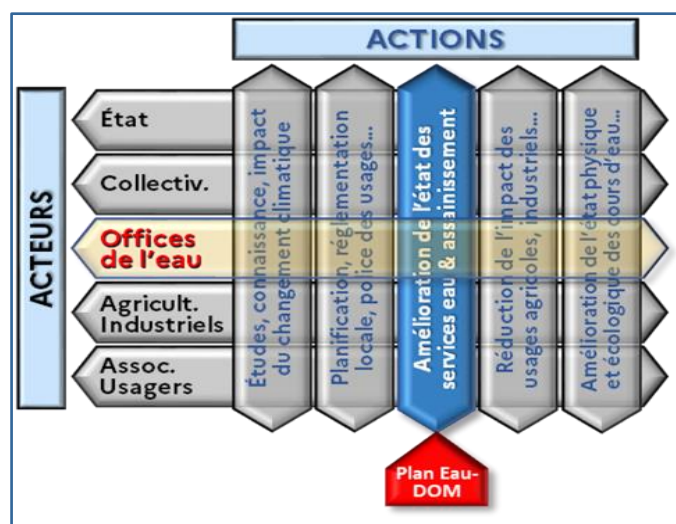 ACTIONS
ACTEURS
État
Collectiv.
Offices
de l'eau
Agricult.
Industriels
Assoc.
Usagers
Études, connaissance, impact
du changement climatique
Planification, réglementation
locale, police des usages...
Amélioration de l'état des
services eau & assainissement
Réduction de l'impact des
usages agricoles, industriels...
Amélioration de l'état physique
et écologique des cours d'eau...
Plan Eau-
DOM